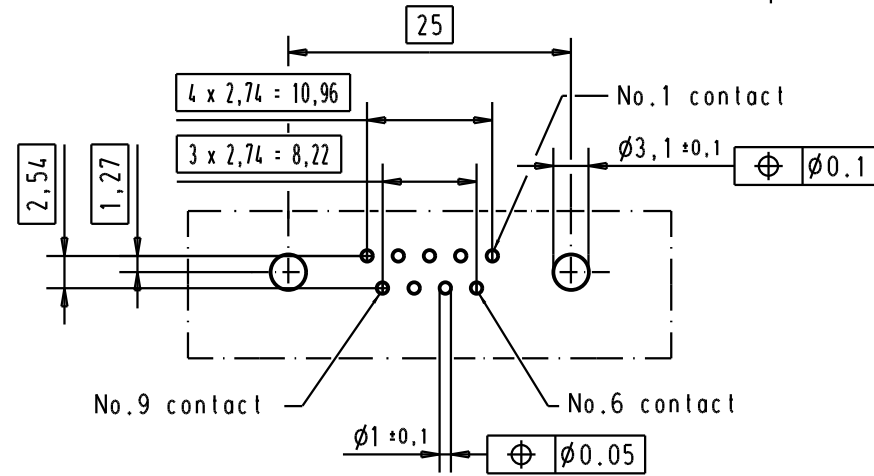 25
4 x 2,74 = 10,96
No.1 contact
3 x 2,74 = 8,22
Ø3,1 ±0,1
⌖ Ø0.1
2,54
1,27
No.9 contact
No.6 contact
Ø1 ±0,1
⌖ Ø0.05